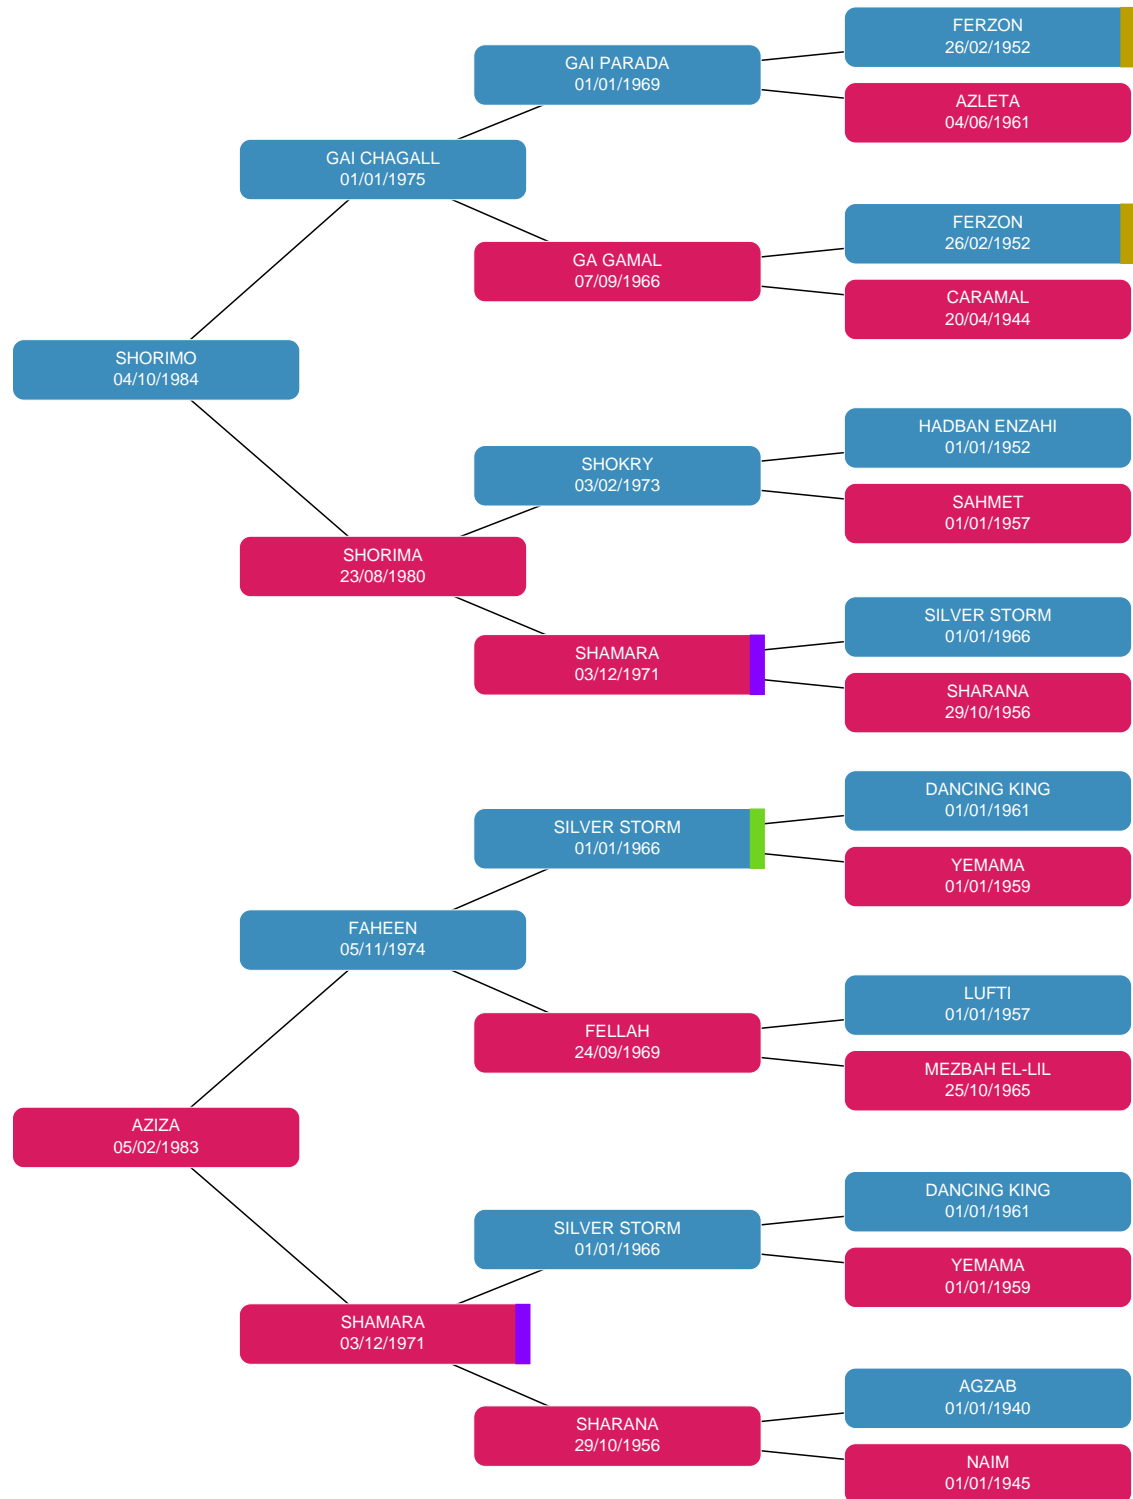 FERZON
26/02/1952
GAI PARADA
01/01/1969
AZLETA
04/06/1961
GAI CHAGALL
01/01/1975
FERZON
26/02/1952
GA GAMAL
07/09/1966
CARAMAL
20/04/1944
SHORIMO
04/10/1984
HADBAN ENZAHI
01/01/1952
SHOKRY
03/02/1973
SAHMET
01/01/1957
SHORIMA
23/08/1980
SILVER STORM
01/01/1966
SHAMARA
03/12/1971
SHARANA
29/10/1956
DANCING KING
01/01/1961
SILVER STORM
01/01/1966
YEMAMA
01/01/1959
FAHEEN
05/11/1974
LUFTI
01/01/1957
FELLAH
24/09/1969
MEZBAH EL-LIL
25/10/1965
AZIZA
05/02/1983
DANCING KING
01/01/1961
SILVER STORM
01/01/1966
YEMAMA
01/01/1959
SHAMARA
03/12/1971
AGZAB
01/01/1940
SHARANA
29/10/1956
NAIM
01/01/1945